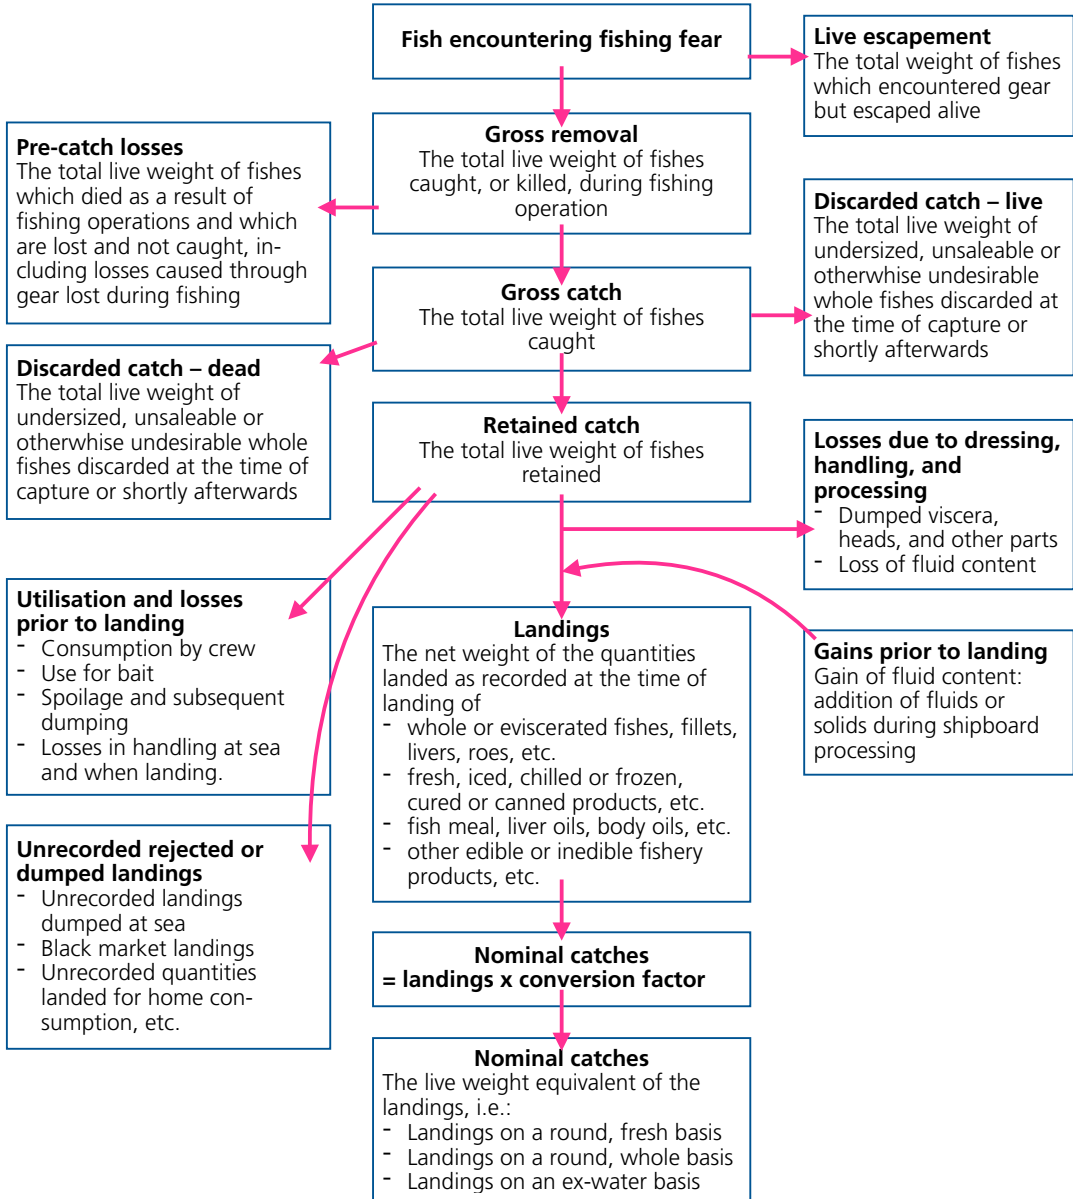 Fish encountering fishing fear
Live escapement
The total weight of fishes
which encountered gear
but escaped alive
Gross removal
The total live weight of fishes
caught, or killed, during fishing
operation
Pre-catch losses
The total live weight of fishes
which died as a result of
fishing operations and which
are lost and not caught, in-
cluding losses caused through
gear lost during fishing
Discarded catch – live
The total live weight of
undersized, unsaleable or
otherwhise undesirable
whole fishes discarded at
the time of capture or
shortly afterwards
Gross catch
The total live weight of fishes
caught
Discarded catch – dead
The total live weight of
undersized, unsaleable or
otherwhise undesirable whole
fishes discarded at the time of
capture or shortly afterwards
Retained catch
The total live weight of fishes
retained
Losses due to dressing,
handling, and
processing
- Dumped viscera,
heads, and other parts
- Loss of fluid content
Utilisation and losses
prior to landing
- Consumption by crew
- Use for bait
- Spoilage and subsequent
dumping
- Losses in handling at sea
and when landing.
Landings
The net weight of the quantities
landed as recorded at the time of
landing of
- whole or eviscerated fishes, fillets,
livers, roes, etc.
- fresh, iced, chilled or frozen,
cured or canned products, etc.
- fish meal, liver oils, body oils, etc.
- other edible or inedible fishery
products, etc.
Gains prior to landing
Gain of fluid content:
addition of fluids or
solids during shipboard
processing
Unrecorded rejected or
dumped landings
- Unrecorded landings
dumped at sea
- Black market landings
- Unrecorded quantities
landed for home con-
sumption, etc.
Nominal catches
= landings x conversion factor
Nominal catches
The live weight equivalent of the
landings, i.e.:
- Landings on a round, fresh basis
- Landings on a round, whole basis
- Landings on an ex-water basis